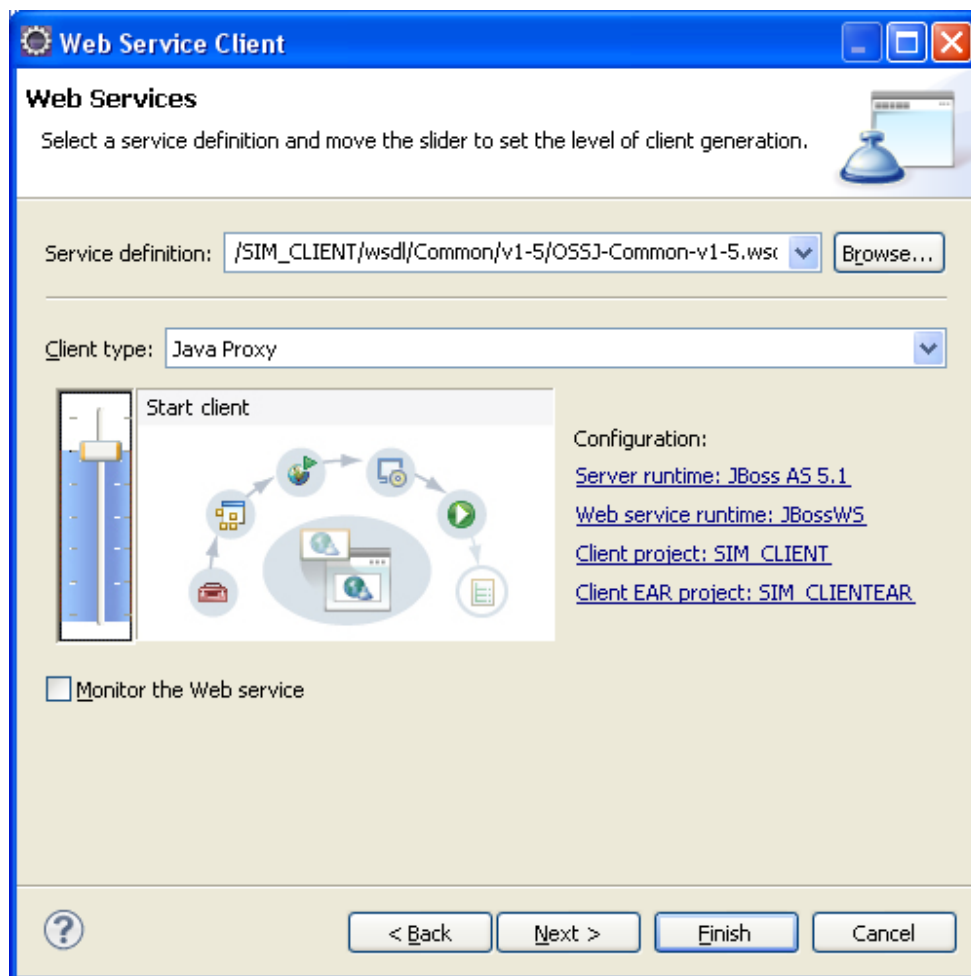 Web Service Client
Web Services
Select a service definition and move the slider to set the level of client generation.
Service definition: /SIM_CLIENT/wsdl/Common/v1-5/OSSJ-Common-v1-5.wsd Browse...
Client type: Java Proxy
Start client
Configuration:
Server runtime: JBoss AS 5.1
Web service runtime: JBossWS
Client project: SIM_CLIENT
Client EAR project: SIM_CLIENTEAR
Monitor the Web service
? < Back Next > Finish Cancel